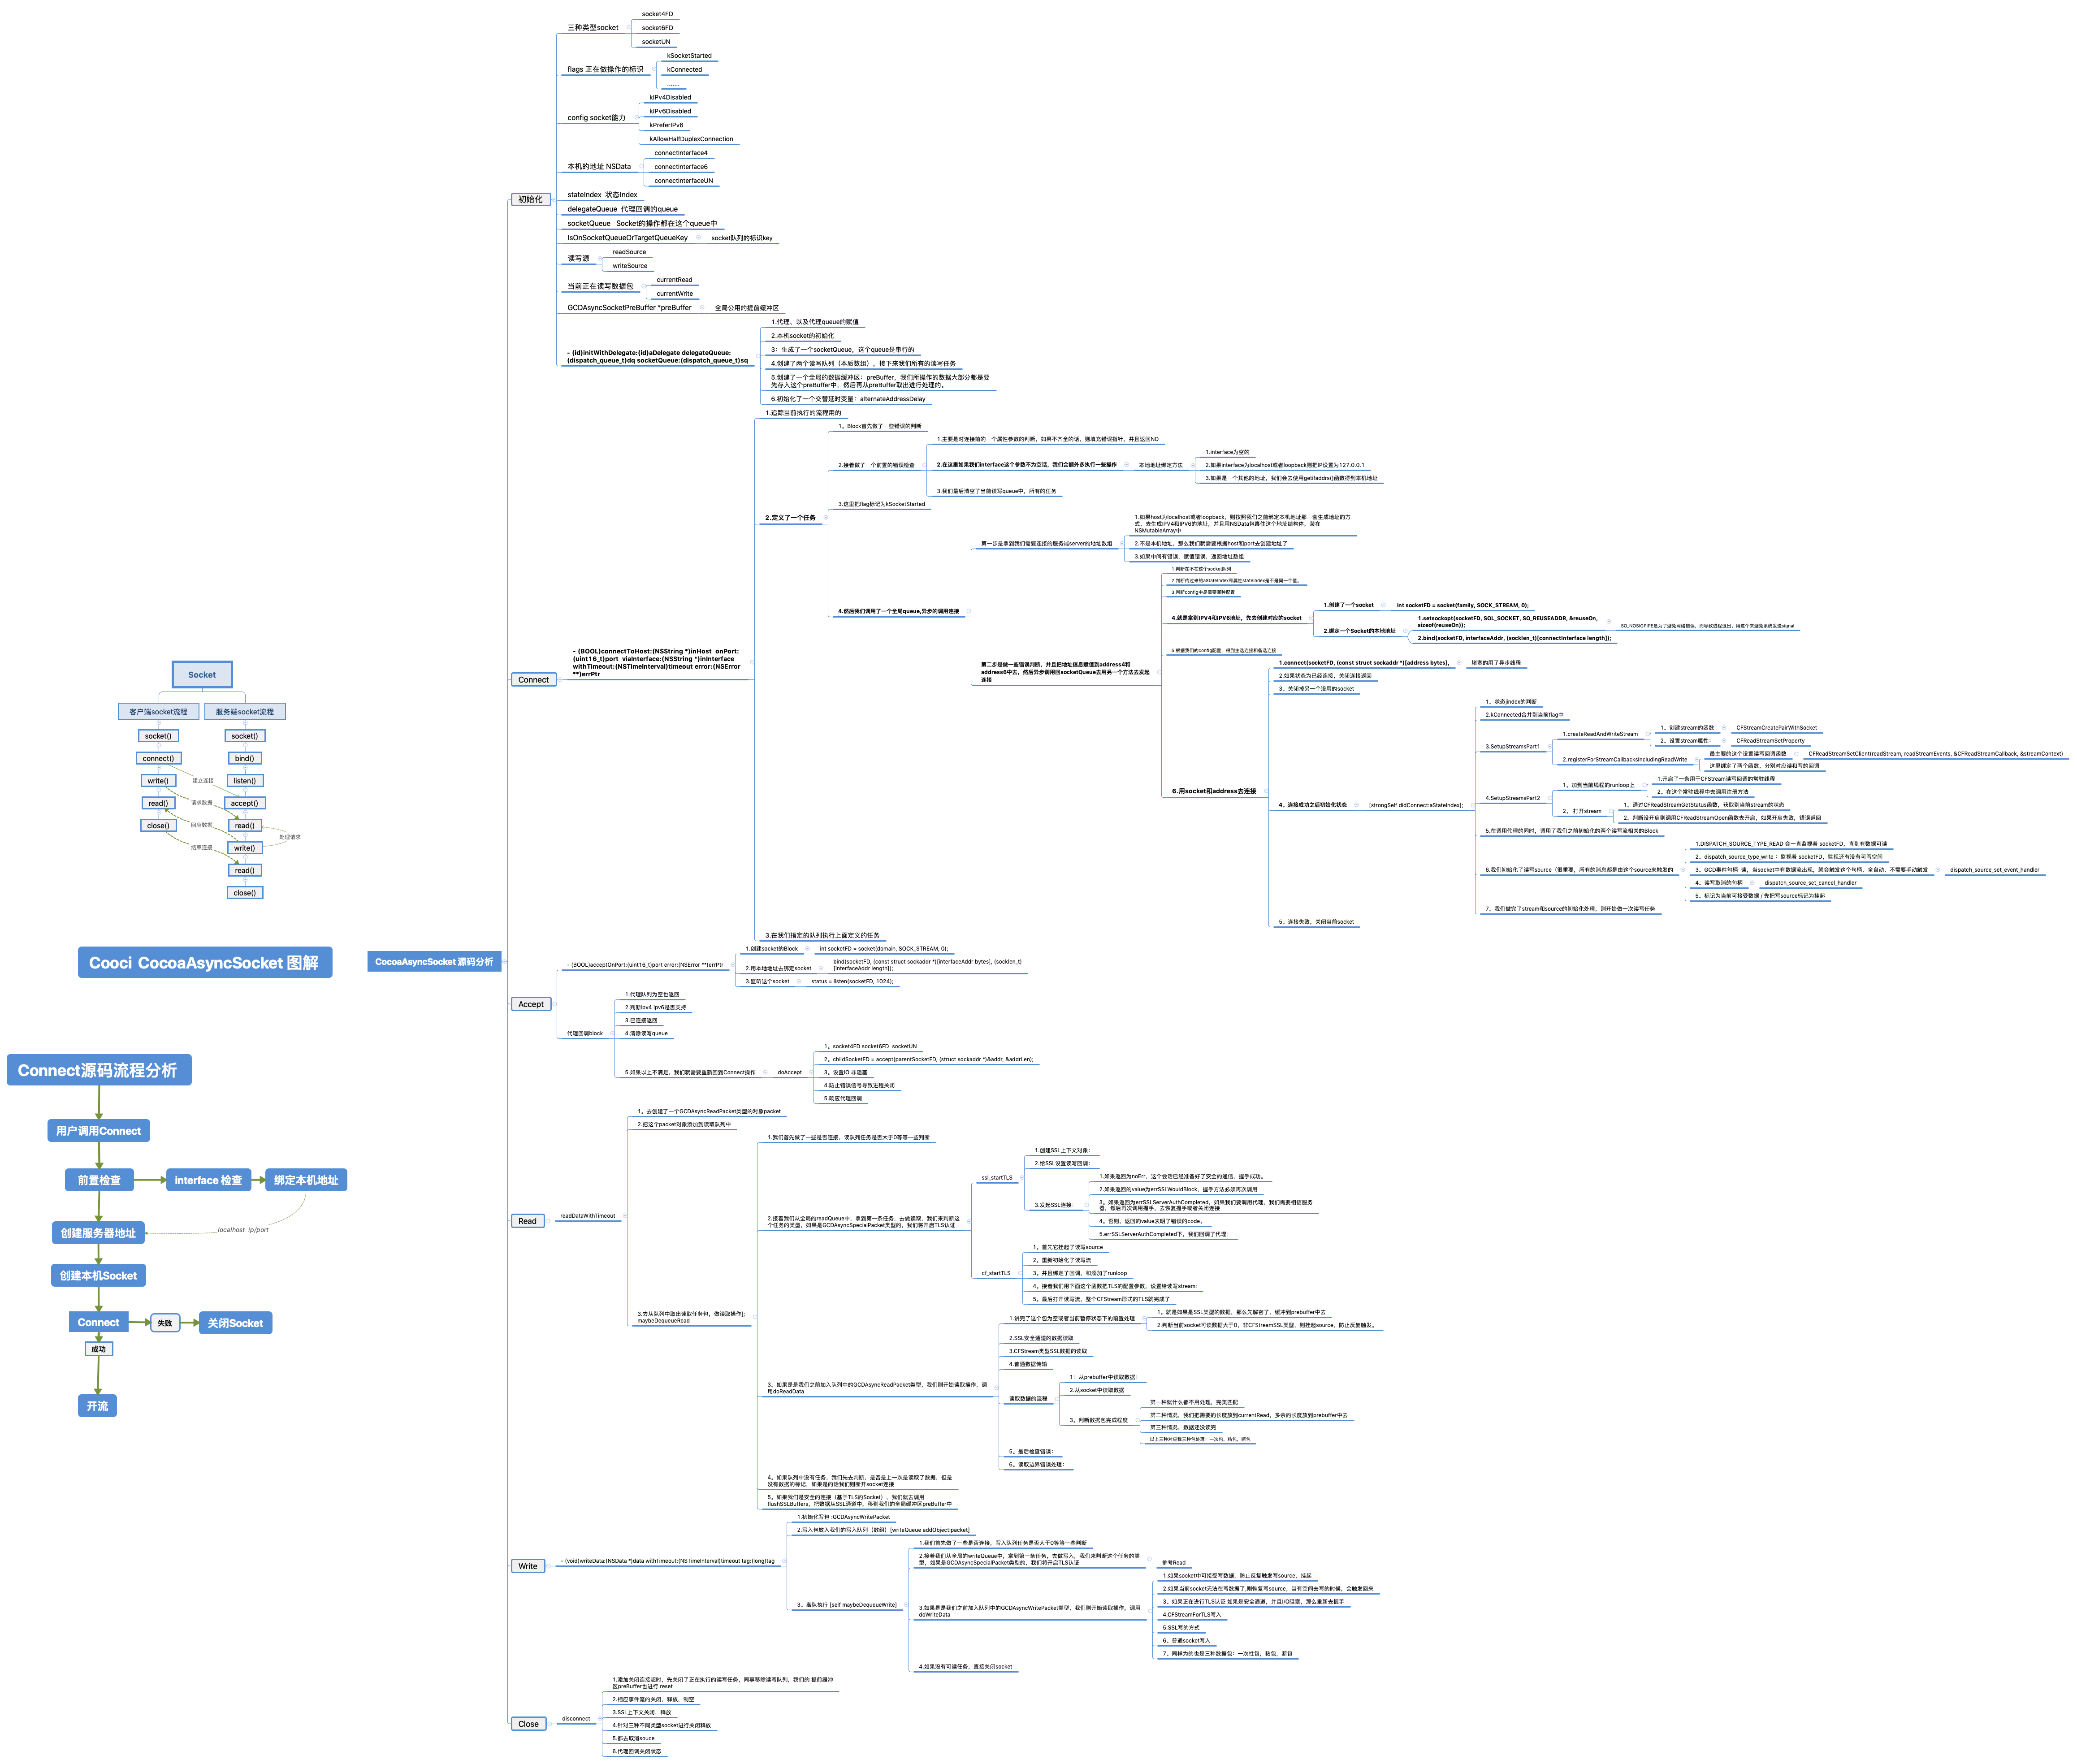 Socket
客户端socket流程
服务端socket流程
socket()
connect()
write()
read()
close()
socket()
bind()
listen()
accept()
read()
write()
read()
close()
建立连接
请求数据
回后数据
结束连接
处理请求
Cooci CocoaAsyncSocket 图解
Connect源码流程分析
用户调用Connect
前置检查
interface 检查
绑定本机地址
localhost ip/port
创建服务器地址
创建本机Socket
Connect
失败
关闭Socket
成功
开流
CocoaAsyncSocket 源码分析
初始化
三种类型socket
socket4FD
socket6FD
socketUN
flags 正在做操作的标识
kSocketStarted
kConnected
......
config socket能力
kIPv4Disabled
kIPv6Disabled
kPreferIPv6
kAllowHalfDuplexConnection
本机的地址 NSData
connectInterface4
connectInterface6
connectInterfaceUN
stateIndex 状态Index
delegateQueue 代理回调的queue
socketQueue Socket的操作都在这个queue中
IsOnSocketQueueOrTargetQueueKey
socket队列的标识key
读写源
readSource
writeSource
当前正在读写数据包
currentRead
currentWrite
GCDAsyncSocketPreBuffer *preBuffer
全局公用的提前缓冲区
- (id)initWithDelegate:(id)aDelegate delegateQueue:
(dispatch_queue_t)dq socketQueue:(dispatch_queue_t)sq
1.代理、以及代理queue的赋值
2.本机socket的初始化
3：生成了一个socketQueue，这个queue是串行的
4.创建了两个读写队列（本质数组），接下来我们所有的读写任务
5.创建了一个全局的数据缓冲区：preBuffer，我们所操作的数据大部分都是要
先存入这个preBuffer中，然后再从preBuffer取出进行处理的。
6.初始化了一个交替延时变量：alternateAddressDelay
Connect
- (BOOL)connectToHost:(NSString *)inHost onPort:
(uint16_t)port viaInterface:(NSString *)inInterface
withTimeout:(NSTimeInterval)timeout error:(NSError
**)errPtr
1.追踪当前执行的流程用的
2.定义了一个任务
1、Block首先做了一些错误的判断
2.接着做了一个前置的错误检查
1.主要是对连接前的一个属性参数的判断，如果不齐全的话，则填充错误指针，并且返回NO
2.在这里如果我们interface这个参数不为空话，我们会额外多执行一些操作
本地地址绑定方法
1.interface为空的
2.如果interface为localhost或者loopback则把IP设置为127.0.0.1
3.如果是一个其他的地址，我们会去使用getifaddrs()函数得到本机地址
3.我们最后清空了当前读写queue中，所有的任务
3.这里把flag标记为kSocketStarted
4.然后我们调用了一个全局queue,异步的调用连接
第一步是拿到我们需要连接的服务端server的地址数组
1.如果host为localhost或者loopback，则按照我们之前绑定本机地址那一套生成地址的方
式，去生成IPV4和IPV6的地址，并且用NSData包裹住这个地址结构体，装在
NSMutableArray中
2.不是本机地址，那么我们就需要根据host和port去创建地址了
3.如果中间有错误，赋值错误，返回地址数组
第二步是做一些错误判断，并且把地址信息赋值到address4和
address6中去，然后异步调用回socketQueue去用另一个方法去发起
连接
1.判断在不在这个socket队列
2.判断传过来的aStateIndex和属性stateIndex是不是同一个值。
3.判断config中是需要哪种配置
4.就是拿到IPV4和IPV6地址，先去创建对应的socket
1.创建了一个socket
int socketFD = socket(family, SOCK_STREAM, 0);
2.绑定一个Socket的本地地址
1.setsockopt(socketFD, SOL_SOCKET, SO_REUSEADDR, &reuseOn,
sizeof(reuseOn));
SO_NOSIGPIPE是为了避免网络错误，而导致进程退出。用这个来避免系统发送signal
2.bind(socketFD, interfaceAddr, (socklen_t)[connectInterface length]);
5.根据我们的config配置，得到主选连接和备选连接
6.用socket和address去连接
1.connect(socketFD, (const struct sockaddr *)[address bytes],
堵塞的用了异步线程
2.如果状态为已经连接，关闭连接返回
3、关闭掉另一个没用的socket
4、连接成功之后初始化状态
[strongSelf didConnect:aStateIndex];
1、状态jindex的判断
2.kConnected合并到当前flag中
3.SetupStreamsPart1
1.createReadAndWriteStream
1、创建stream的函数
CFStreamCreatePairWithSocket
2、设置stream属性：
CFReadStreamSetProperty
2.registerForStreamCallbacksIncludingReadWrite
最主要的这个设置读写回调函数
CFReadStreamSetClient(readStream, readStreamEvents, &CFReadStreamCallback, &streamContext)
这里绑定了两个函数，分别对应读和写的回调
4.SetupStreamsPart2
1、加到当前线程的runloop上
1.开启了一条用于CFStream读写回调的常驻线程
2、在这个常驻线程中去调用注册方法
2、 打开stream
1、通过CFReadStreamGetStatus函数，获取到当前stream的状态
2、判断没开启则调用CFReadStreamOpen函数去开启，如果开启失败，错误返回
5.在调用代理的同时，调用了我们之前初始化的两个读写流相关的Block
6.我们初始化了读写source（很重要，所有的消息都是由这个source来触发的
1.DISPATCH_SOURCE_TYPE_READ 会一直监视着 socketFD，直到有数据可读
2、dispatch_source_type_write ：监视着 socketFD，监视还有没有可写空间
3、GCD事件句柄 读，当socket中有数据流出现，就会触发这个句柄，全自动，不需要手动触发
dispatch_source_set_event_handler
4、读写取消的句柄
dispatch_source_set_cancel_handler
5、标记为当前可接受数据 / 先把写source标记为挂起
7、我们做完了stream和source的初始化处理，则开始做一次读写任务
5、连接失败，关闭当前socket
3.在我们指定的队列执行上面定义的任务
Accept
- (BOOL)acceptOnPort:(uint16_t)port error:(NSError **)errPtr
1.创建socket的Block
int socketFD = socket(domain, SOCK_STREAM, 0);
2.用本地地址去绑定socket
bind(socketFD, (const struct sockaddr *)[interfaceAddr bytes], (socklen_t)
[interfaceAddr length]);
3.监听这个socket
status = listen(socketFD, 1024);
代理回调block
1.代理队列为空也返回
2.判断ipv4 ipv6是否支持
3.已连接返回
4.清除读写queue
5.如果以上不满足，我们就需要重新回到Connect操作
doAccept
1、socket4FD socket6FD socketUN
2、childSocketFD = accept(parentSocketFD, (struct sockaddr *)&addr, &addrLen);
3、设置IO 非阻塞
4.防止错误信号导致进程关闭
5.响应代理回调
Read
readDataWithTimeout
1、去创建了一个GCDAsyncReadPacket类型的对象packet
2.把这个packet对象添加到读取队列中
3.去从队列中取出读取任务包，做读取操作];
maybeDequeueRead
1.我们首先做了一些是否连接，读队列任务是否大于0等等一些判断
2.接着我们从全局的readQueue中，拿到第一条任务，去做读取，我们来判断这
个任务的类型，如果是GCDAsyncSpecialPacket类型的，我们将开启TLS认证
ssl_startTLS
1.创建SSL上下文对象：
2.给SSL设置读写回调：
3.发起SSL连接：
1.如果返回为noErr，这个会话已经准备好了安全的通信，握手成功。
2.如果返回的value为errSSLWouldBlock，握手方法必须再次调用
3、如果返回为errSSLServerAuthCompleted，如果我们要调用代理，我们需要相信服务
器，然后再次调用握手，去恢复握手或者关闭连接
4、否则，返回的value表明了错误的code。
5.errSSLServerAuthCompleted下，我们回调了代理：
cf_startTLS
1、首先它挂起了读写source
2、重新初始化了读写流
3、并且绑定了回调，和添加了runloop
4、接着我们用下面这个函数把TLS的配置参数，设置给读写stream:
5、最后打开读写流，整个CFStream形式的TLS就完成了
3、如果是是我们之前加入队列中的GCDAsyncReadPacket类型，我们则开始读取操作，调
用doReadData
1.讲完了这个包为空或者当前暂停状态下的前置处理
1，就是如果是SSL类型的数据，那么先解密了，缓冲到prebuffer中去
2.判断当前socket可读数据大于0，非CFStreamSSL类型，则挂起source，防止反复触发。
2.SSL安全通道的数据读取
3.CFStream类型SSL数据的读取
4.普通数据传输
读取数据的流程
1：从prebuffer中读取数据：
2.从socket中读取数据
3、判断数据包完成程度
第一种就什么都不用处理，完美匹配
第二种情况，我们把需要的长度放到currentRead，多余的长度放到prebuffer中去
第三种情况，数据还没读完
以上三种对应我三种包处理：一次包，粘包，断包
5、最后检查错误：
6、读取边界错误处理：
4、如果队列中没有任务，我们先去判断，是否是上一次是读取了数据，但是
没有数据的标记，如果是的话我们则断开socket连接
5、如果我们是安全的连接（基于TLS的Socket），我们就去调用
flushSSLBuffers，把数据从SSL通道中，移到我们的全局缓冲区preBuffer中
Write
- (void)writeData:(NSData *)data withTimeout:(NSTimeInterval)timeout tag:(long)tag
1.初始化写包 :GCDAsyncWritePacket
2.写入包放入我们的写入队列（数组）[writeQueue addObject:packet]
3、离队执行 [self maybeDequeueWrite]
1.我们首先做了一些是否连接，写入队列任务是否大于0等等一些判断
2.接着我们从全局的writeQueue中，拿到第一条任务，去做写入，我们来判断这个任务的类
型，如果是GCDAsyncSpecialPacket类型的，我们将开启TLS认证
参考Read
3.如果是是我们之前加入队列中的GCDAsyncWritePacket类型，我们则开始读取操作，调用
doWriteData
1.如果socket中可接受写数据，防止反复触发写source，挂起
2.如果当前socket无法在写数据了,则恢复写source，当有空间去写的时候，会触发回来
3、如果正在进行TLS认证 如果是安全通道，并且I/O阻塞，那么重新去握手
4.CFStreamForTLS写入
5.SSL写的方式
6、普通socket写入
7、同样为的也是三种数据包：一次性包，粘包，断包
4.如果没有可读任务，直接关闭socket
Close
disconnect
1.添加关闭连接超时，先关闭了正在执行的读写任务，同事移除读写队列，我们的 提前缓冲
区preBuffer也进行 reset
2.相应事件流的关闭，释放，制空
3.SSL上下文关闭，释放
4.针对三种不同类型socket进行关闭释放
5.都去取消souce
6.代理回调关闭状态